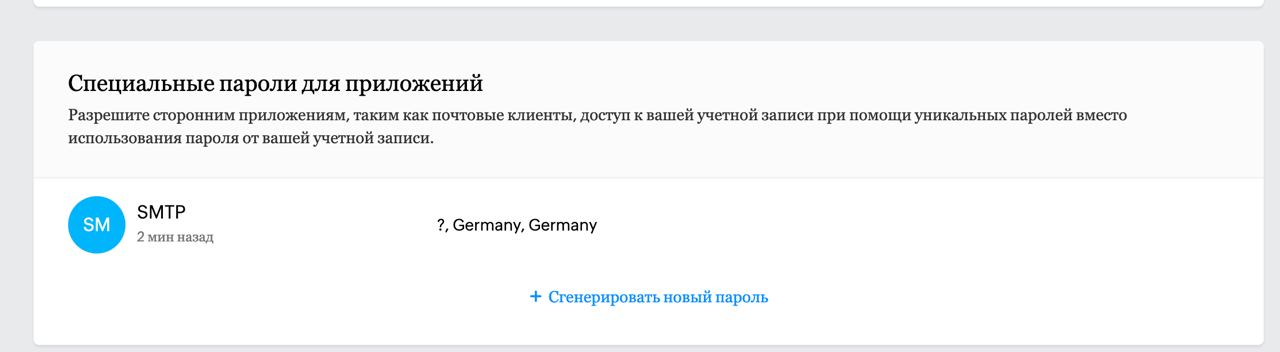 Специальные пароли для приложений
Разрешите сторонним приложениям, таким как почтовые клиенты, доступ к вашей учетной записи при помощи уникальных паролей вместо
использования пароля от вашей учетной записи.
SM
SMTP
2 мин назад
?, Germany, Germany
+ Сгенерировать новый пароль